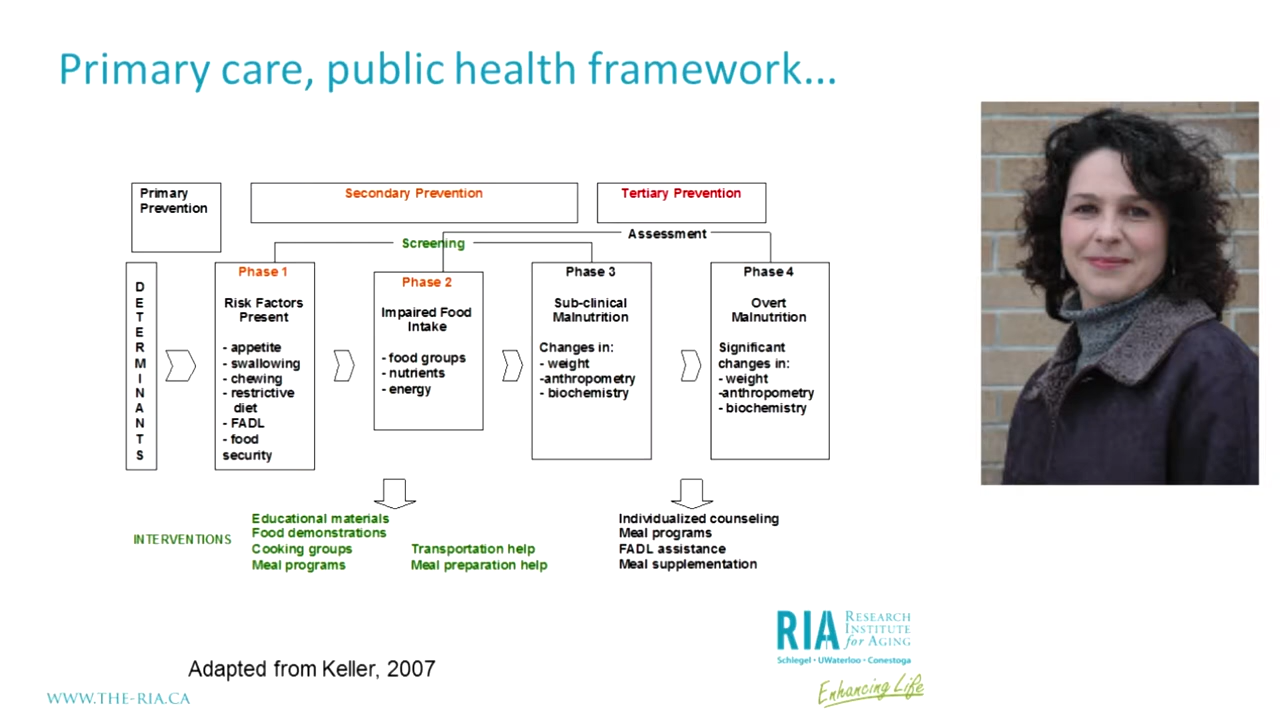 Primary care, public health framework...
Primary
Prevention
Secondary Prevention
Tertiary Prevention
Screening
Assessment
DETERMINANTS
Phase 1
Risk Factors
Present
- appetite
- swallowing
- chewing
- restrictive
diet
- FADL
- food
security
Phase 2
Impaired Food
Intake
- food groups
- nutrients
- energy
Phase 3
Sub-clinical
Malnutrition
Changes in:
- weight
-anthropometry
- biochemistry
Phase 4
Overt
Malnutrition
Significant
changes in:
- weight
-anthropometry
- biochemistry
INTERVENTIONS
Educational materials
Food demonstrations
Cooking groups
Meal programs
Transportation help
Meal preparation help
Individualized counseling
Meal programs
FADL assistance
Meal supplementation
Adapted from Keller, 2007
WWW.THE-RIA.CA
RIA
RESEARCH
INSTITUTE
for AGING
Schlegel • UWaterloo • Conestoga
Enhancing Life